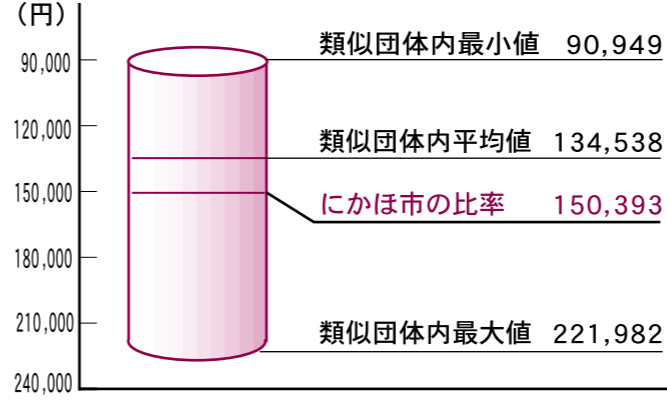 (円)
90,000
120,000
150,000
180,000
210,000
240,000
類似団体内最小値 90,949
類似団体内平均値 134,538
にかほ市の比率 150,393
類似団体内最大値 221,982